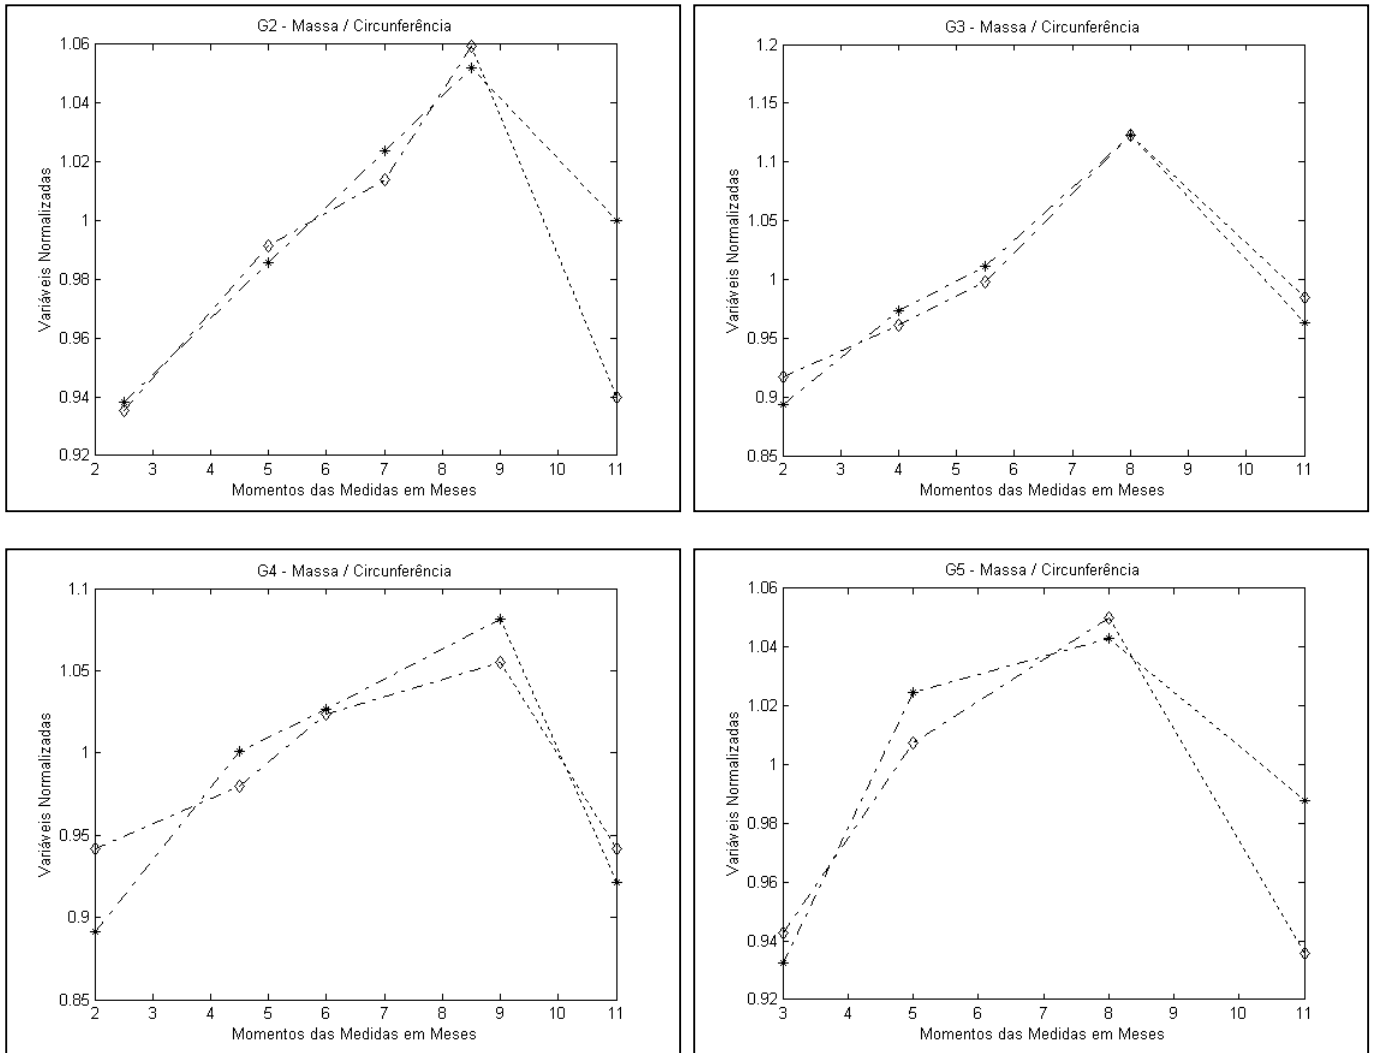 G2 - Massa / Circunferência
1.06
1.04
1.02
1
0.98
0.96
0.94
0.92
Variáveis Normalizadas
2 3 4 5 6 7 8 9 10 11
Momentos das Medidas em Meses
G3 - Massa / Circunferência
1.2
1.15
1.1
1.05
1
0.95
0.9
0.85
Variáveis Normalizadas
2 3 4 5 6 7 8 9 10 11
Momentos das Medidas em Meses
G4 - Massa / Circunferência
1.1
1.05
1
0.95
0.9
0.85
Variáveis Normalizadas
2 3 4 5 6 7 8 9 10 11
Momentos das Medidas em Meses
G5 - Massa / Circunferência
1.06
1.04
1.02
1
0.98
0.96
0.94
0.92
Variáveis Normalizadas
3 4 5 6 7 8 9 10 11
Momentos das Medidas em Meses